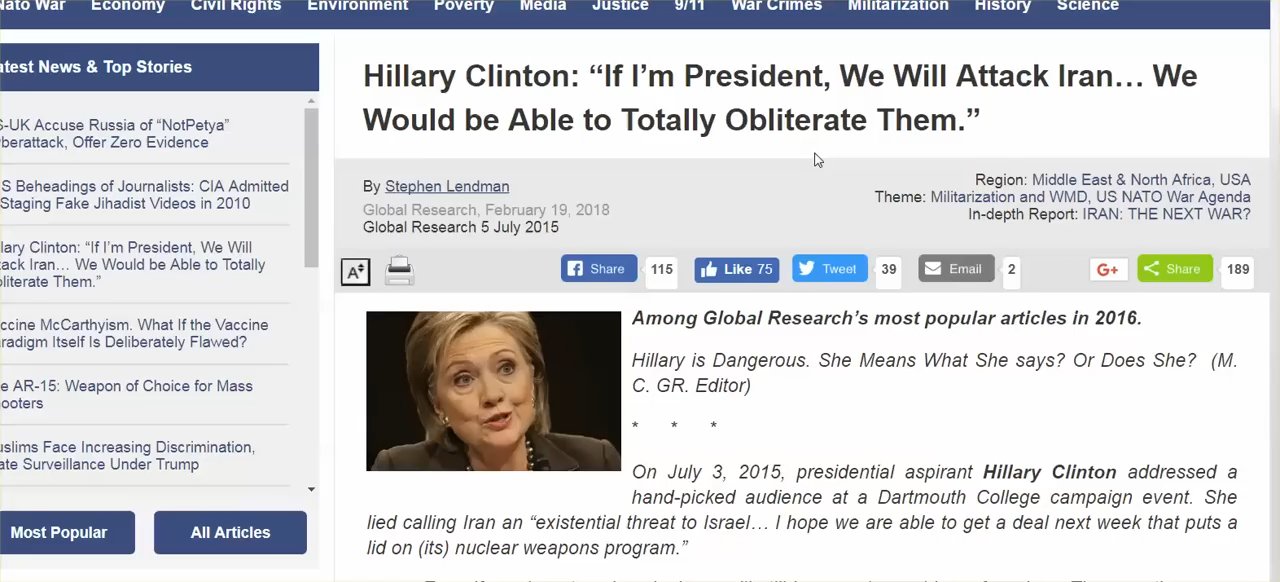 Nato War Economy Civil Rights Environment Poverty Media Justice 9/11 War Crimes Militarization History Science
atest News & Top Stories
S-UK Accuse Russia of “NotPetya”
berattack, Offer Zero Evidence
S Beheadings of Journalists: CIA Admitted
Staging Fake Jihadist Videos in 2010
lary Clinton: “If I’m President, We Will
ack Iran… We Would be Able to Totally
literate Them.”
ccine McCarthyism. What If the Vaccine
radigm Itself Is Deliberately Flawed?
e AR-15: Weapon of Choice for Mass
ooters
uslims Face Increasing Discrimination,
ate Surveillance Under Trump
Most Popular All Articles
Hillary Clinton: “If I’m President, We Will Attack Iran… We
Would be Able to Totally Obliterate Them.”
By Stephen Lendman
Global Research, February 19, 2018
Global Research 5 July 2015
Region: Middle East & North Africa, USA
Theme: Militarization and WMD, US NATO War Agenda
In-depth Report: IRAN: THE NEXT WAR?
A Share 115 Like 75 Tweet 39 Email 2 G+ Share 189
Among Global Research’s most popular articles in 2016.
Hillary is Dangerous. She Means What She says? Or Does She? (M.
C. GR. Editor)
* * *
On July 3, 2015, presidential aspirant Hillary Clinton addressed a
hand-picked audience at a Dartmouth College campaign event. She
lied calling Iran an “existential threat to Israel… I hope we are able to get a deal next week that puts a
lid on (its) nuclear weapons program.”